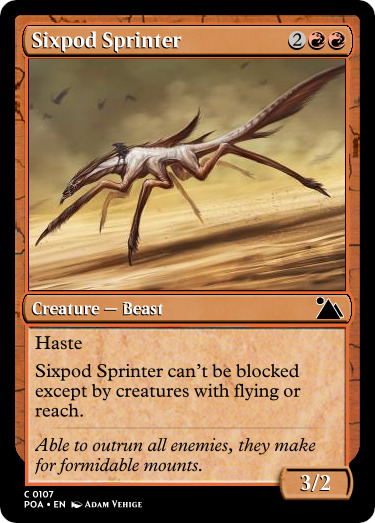 Sixpod Sprinter 2
Creature — Beast
Haste
Sixpod Sprinter can't be blocked
except by creatures with flying or
reach.
Able to outrun all enemies, they make
for formidable mounts.
3/2
C 0107
POA • EN Adam Vehige